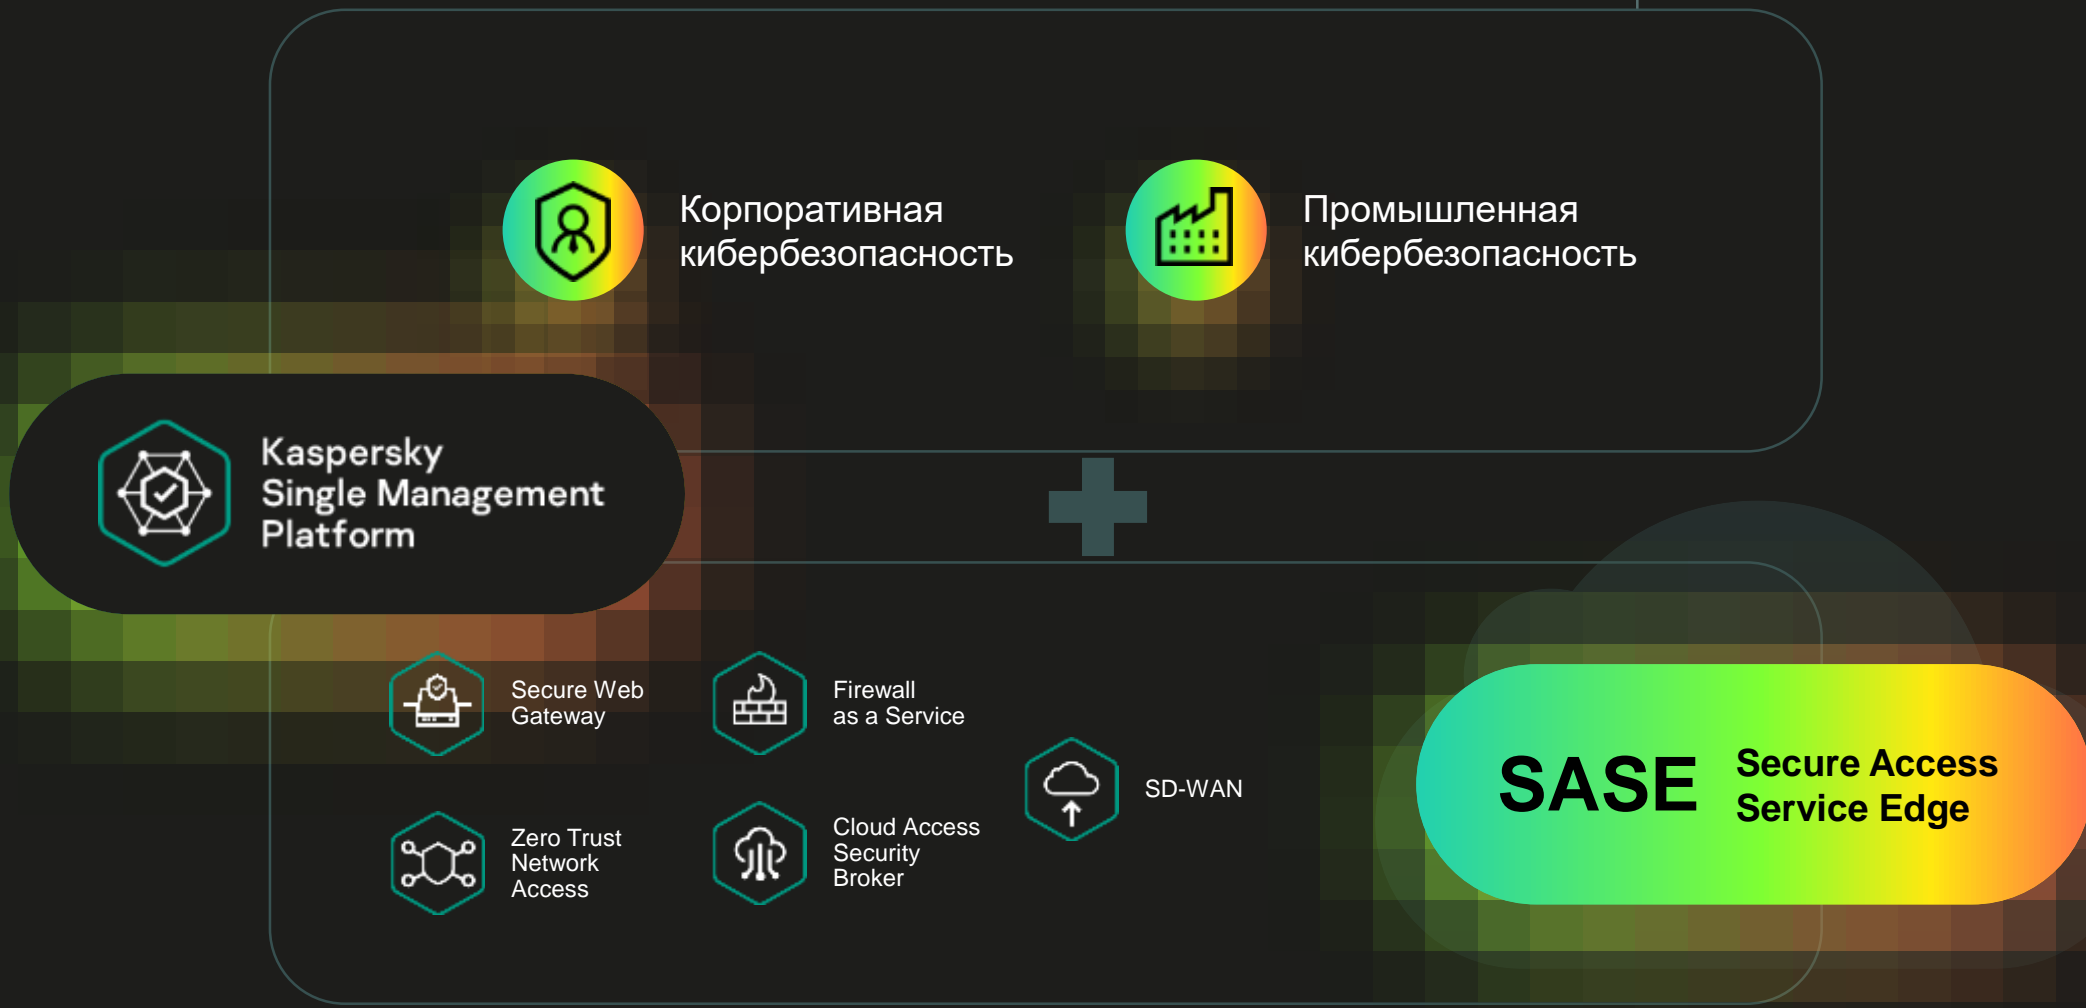 Корпоративная
кибербезопасность
Промышленная
кибербезопасность
Kaspersky
Single Management
Platform
Secure Web
Gateway
Firewall
as a Service
SD-WAN
Zero Trust
Network
Access
Cloud Access
Security
Broker
SASE
Secure Access
Service Edge